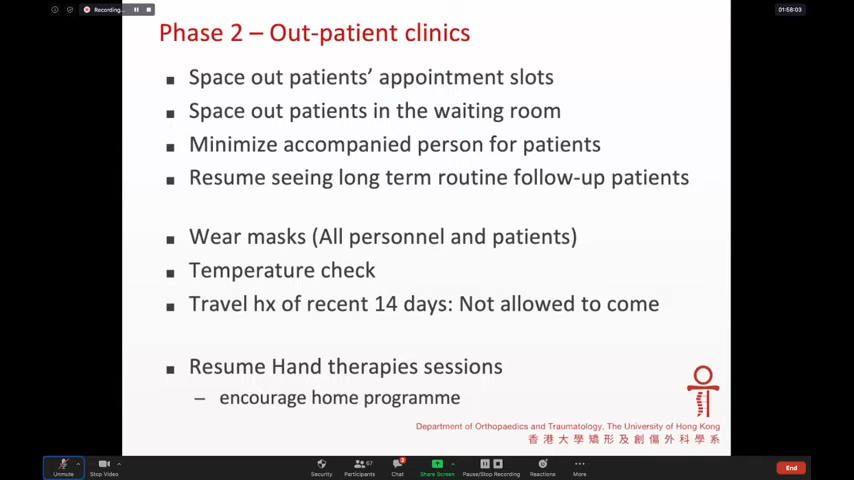 Recording...
01:58:03
Phase 2 – Out-patient clinics
▪ Space out patients' appointment slots
▪ Space out patients in the waiting room
▪ Minimize accompanied person for patients
▪ Resume seeing long term routine follow-up patients
▪ Wear masks (All personnel and patients)
▪ Temperature check
▪ Travel hx of recent 14 days: Not allowed to come
▪ Resume Hand therapies sessions
– encourage home programme
Department of Orthopaedics and Traumatology, The University of Hong Kong
香港大學矯形及創傷外科學系
Unmute
Stop Video
Security
Participants
67
Chat
Share Screen
Pause/Stop Recording
Reactions
More
End